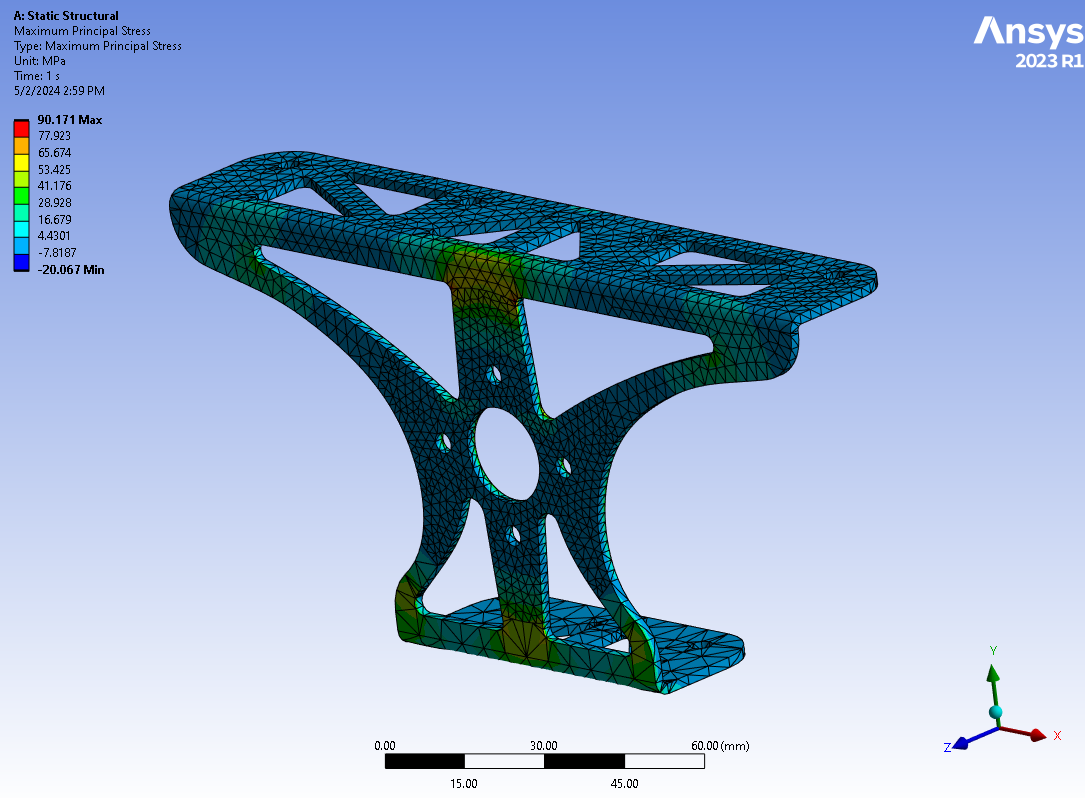 A: Static Structural
Maximum Principal Stress
Type: Maximum Principal Stress
Unit: MPa
Time: 1 s
5/2/2024 2:59 PM
Ansys
2023 R1
90.171 Max
77.923
65.674
53.425
41.176
28.928
16.679
4.4301
-7.8187
-20.067 Min
Y
Z
X
0.00 30.00 60.00 (mm)
15.00 45.00